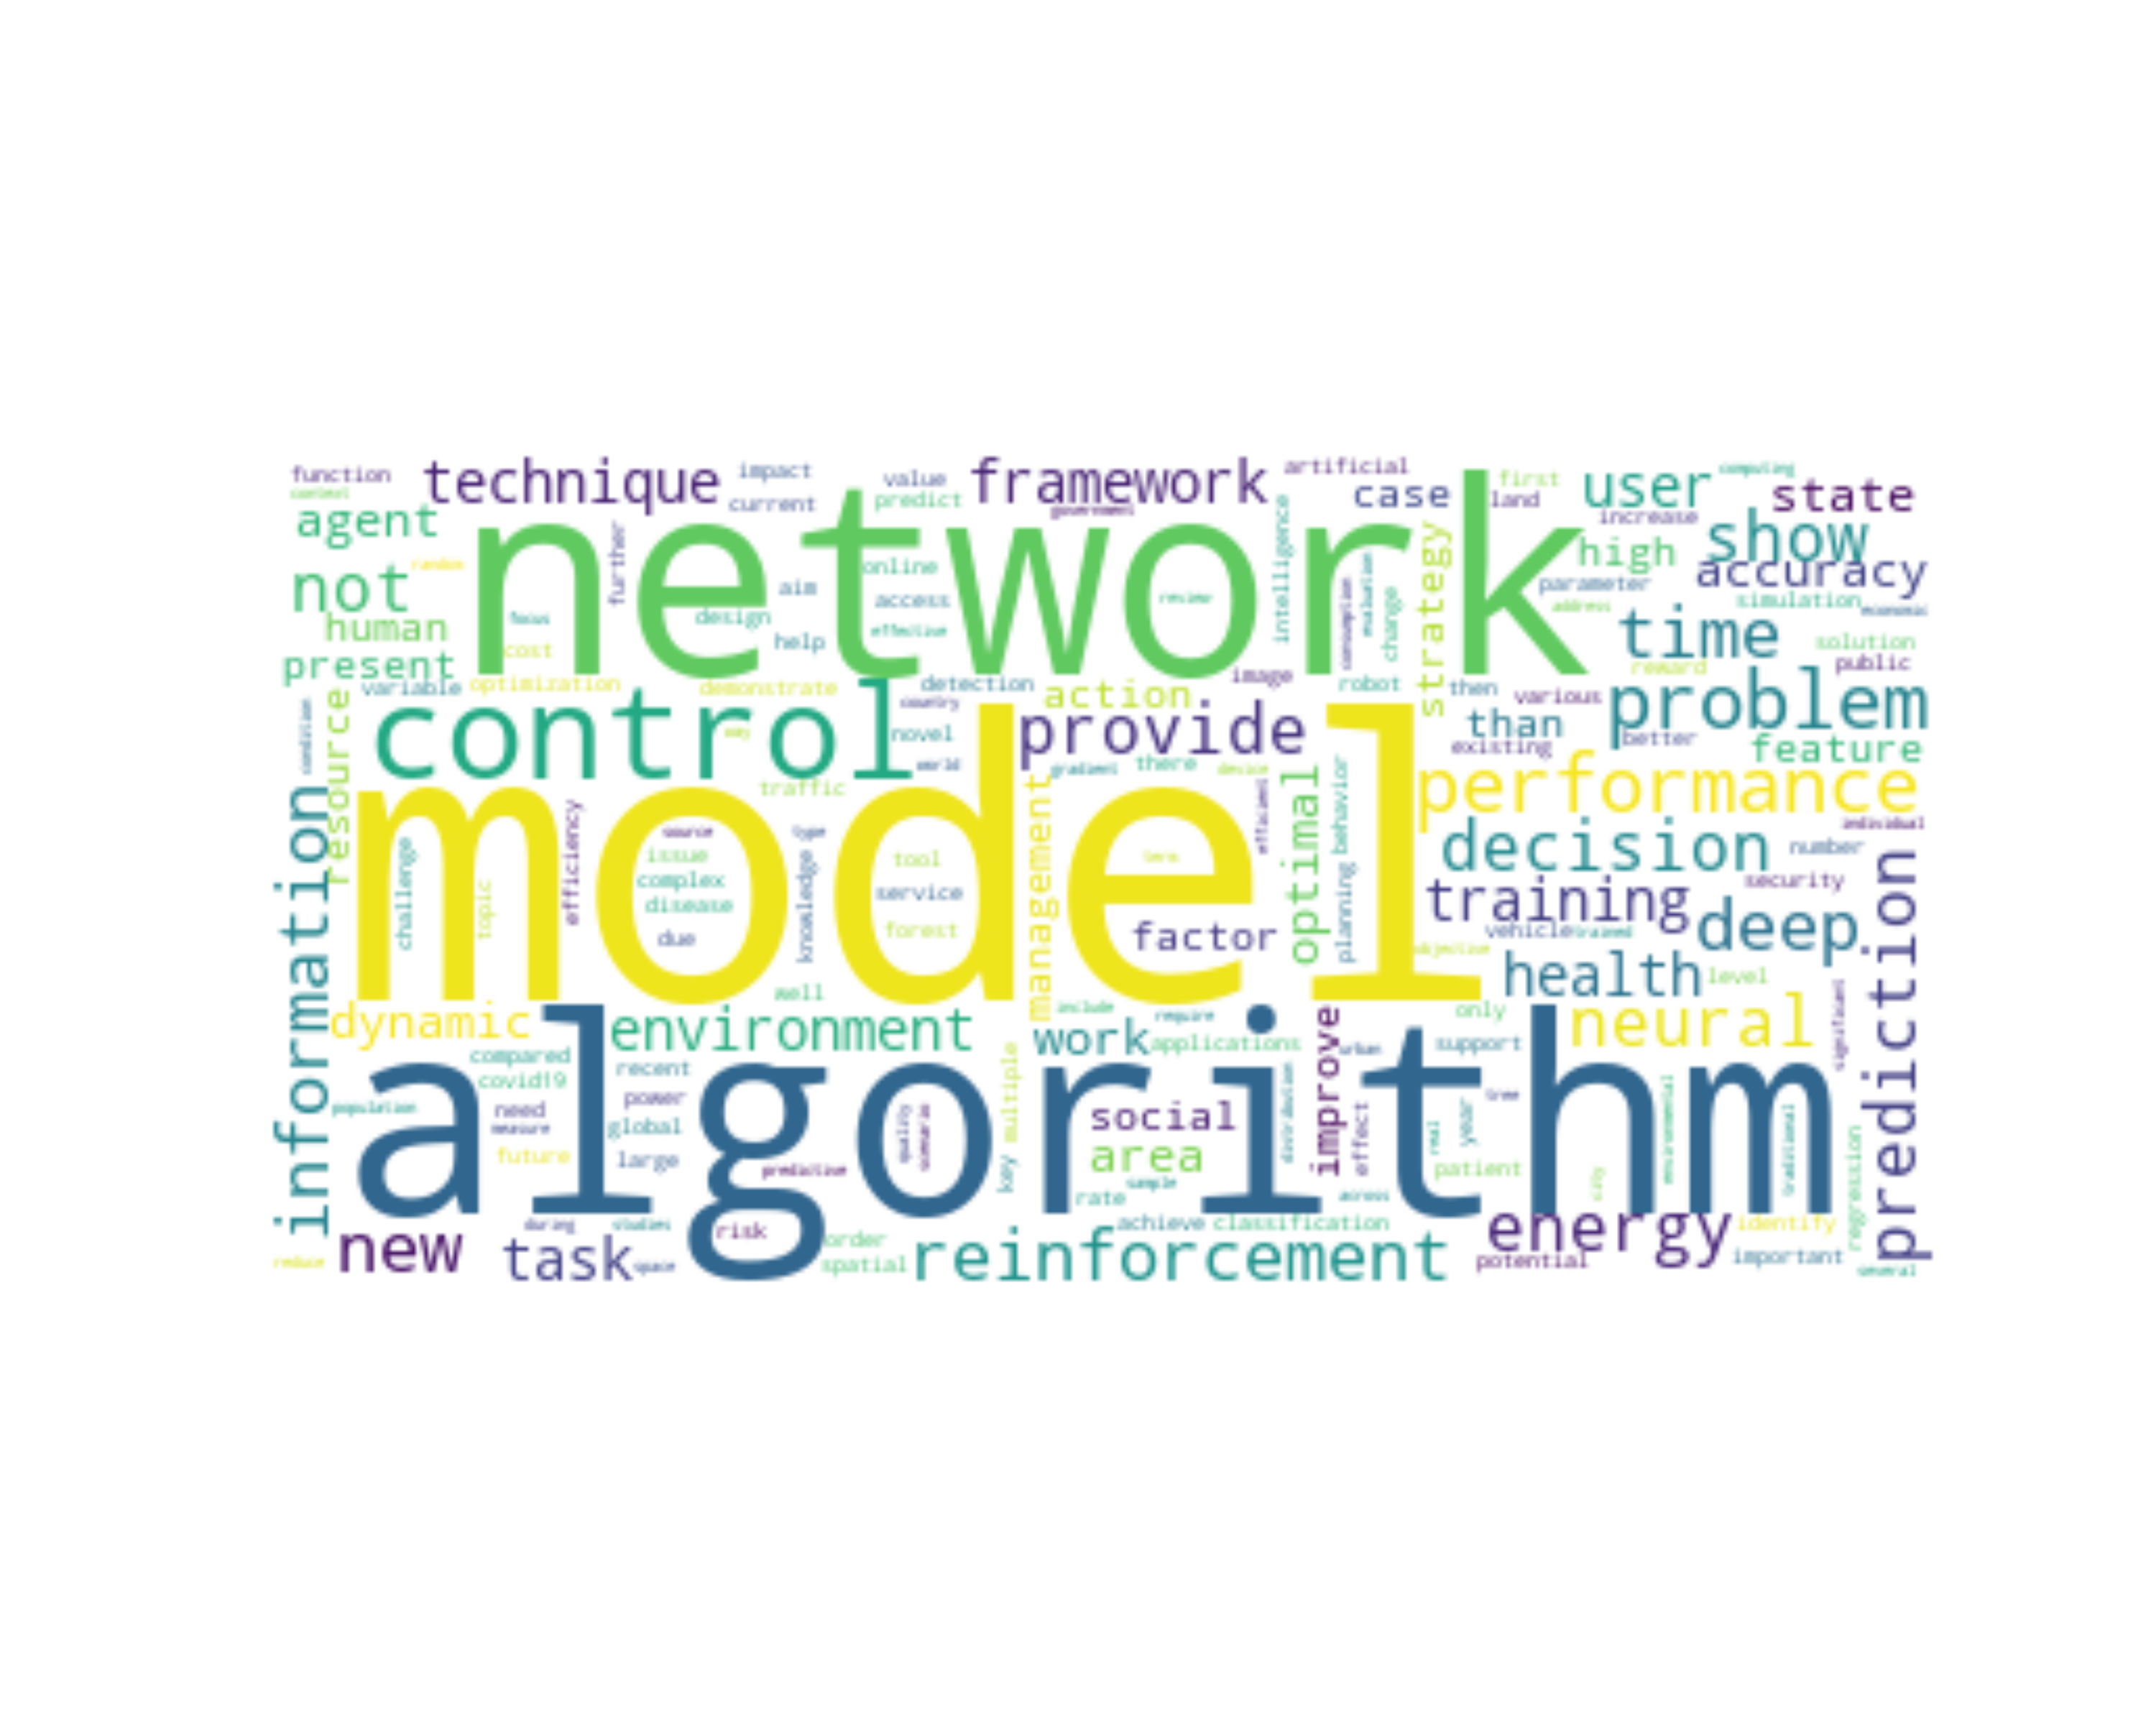 function
technique
impact
value
framework
artificial
first
user
computing
context
current
predict
government
case
land
state
agent
increase
show
network
further
intelligence
strategy
high
accuracy
not
random
online
aim
access
review
consumption
evaluation
change
parameter
address
simulation
economic
human
focus
design
effective
help
time
solution
present
cost
image
reward
public
variable
optimization
demonstrate
detection
action
robot
then
various
problem
resource
condition
control
way
country
novel
provide
than
existing
better
feature
world
gradient
there
device
traffic
performance
information
model
efficiency
source
type
management
efficient
optimal
behavior
individual
challenge
topic
issue
complex
disease
due
knowledge
tool
service
forest
term
factor
planning
decision
number
training
security
prediction
vehicle
trained
deep
objective
health
level
well
include
require
only
dynamic
environment
work
applications
improve
urban
support
neural
significant
algorithm
compared
covid19
recent
population
need
measure
power
global
future
large
predictive
quality
scenario
multiple
key
social
area
rate
sample
distribution
effect
across
tree
year
real
patient
city
environmental
traditional
regression
new
task
during
studies
space
risk
order
spatial
reinforcement
achieve
classification
energy
potential
identify
important
several
reduce